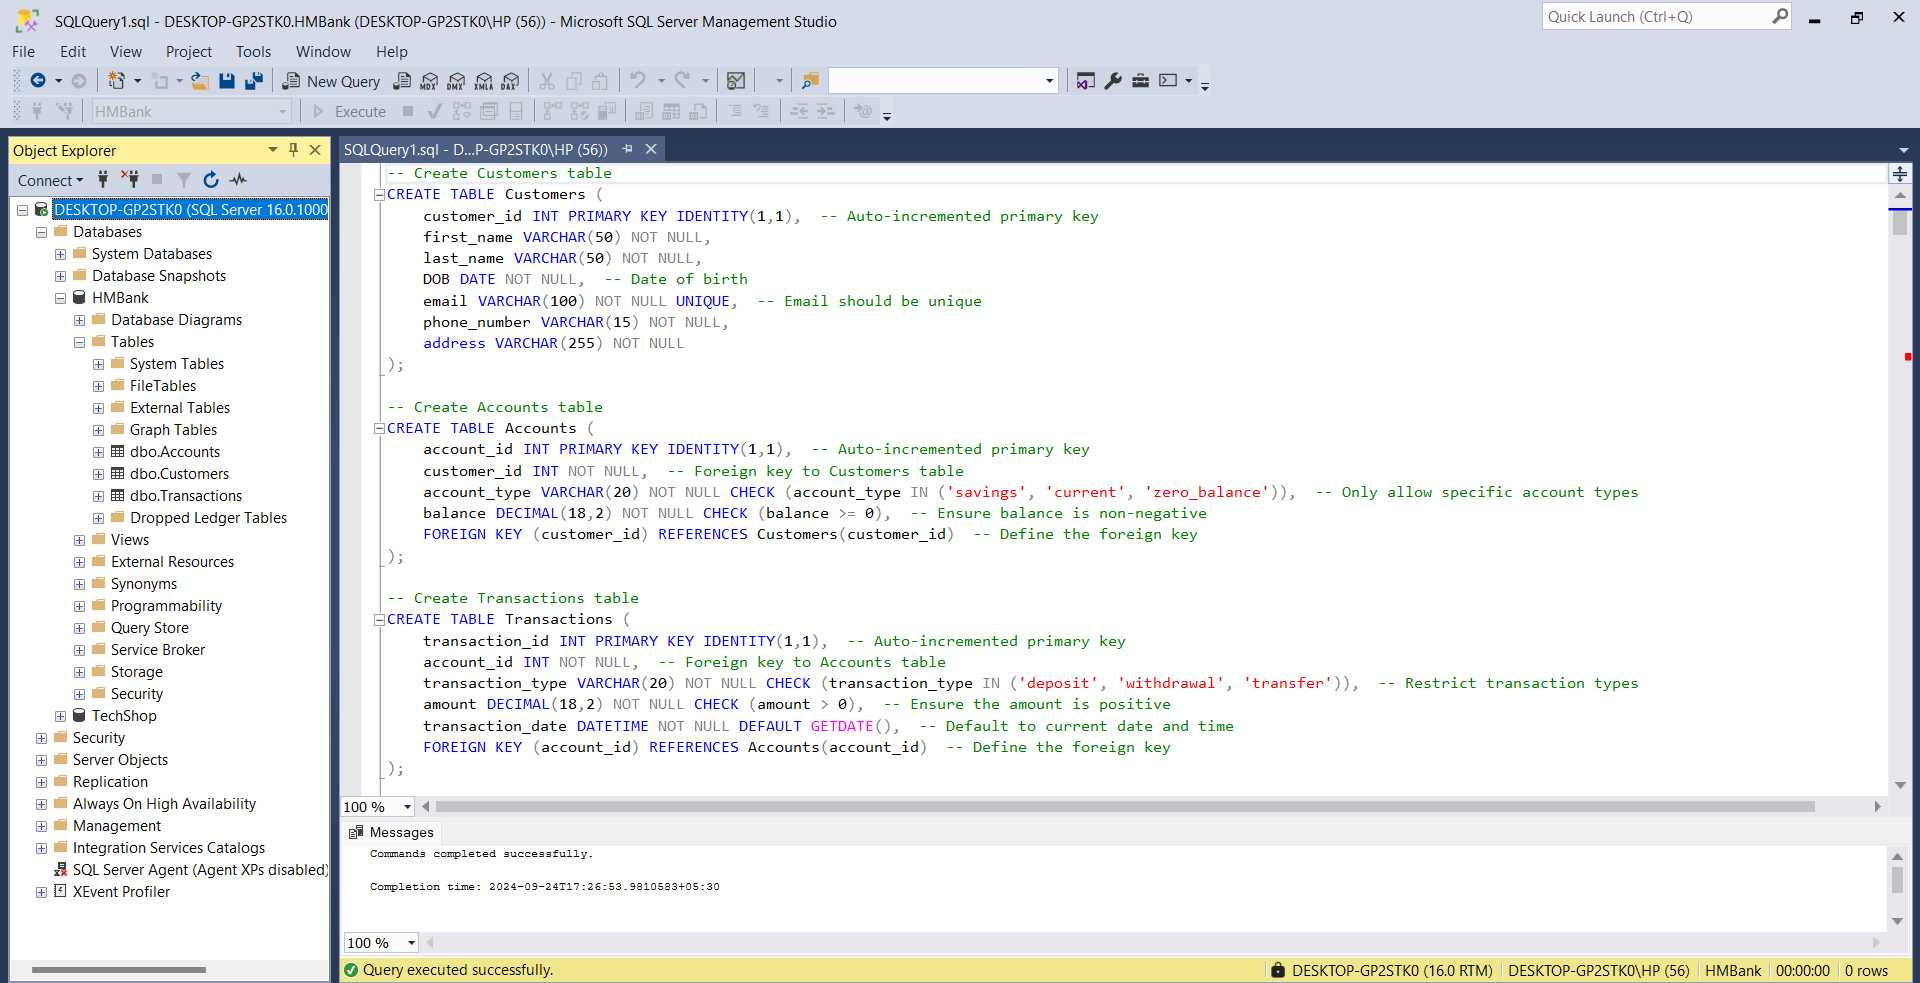 SQLQuery1.sql - DESKTOP-GP2STK0.HMBank (DESKTOP-GP2STK0\HP (56)) - Microsoft SQL Server Management Studio
Quick Launch (Ctrl+Q)
File Edit View Project Tools Window Help
New Query MDX DMX XMLA DAX
HMBank Execute
Object Explorer
Connect
DESKTOP-GP2STK0 (SQL Server 16.0.1000
Databases
System Databases
Database Snapshots
HMBank
Database Diagrams
Tables
System Tables
FileTables
External Tables
Graph Tables
dbo.Accounts
dbo.Customers
dbo.Transactions
Dropped Ledger Tables
Views
External Resources
Synonyms
Programmability
Query Store
Service Broker
Storage
Security
TechShop
Security
Server Objects
Replication
Always On High Availability
Management
Integration Services Catalogs
SQL Server Agent (Agent XPs disabled)
XEvent Profiler
SQLQuery1.sql - D...P-GP2STK0\HP (56))
-- Create Customers table
CREATE TABLE Customers (
customer_id INT PRIMARY KEY IDENTITY(1,1), -- Auto-incremented primary key
first_name VARCHAR(50) NOT NULL,
last_name VARCHAR(50) NOT NULL,
DOB DATE NOT NULL, -- Date of birth
email VARCHAR(100) NOT NULL UNIQUE, -- Email should be unique
phone_number VARCHAR(15) NOT NULL,
address VARCHAR(255) NOT NULL
);
-- Create Accounts table
CREATE TABLE Accounts (
account_id INT PRIMARY KEY IDENTITY(1,1), -- Auto-incremented primary key
customer_id INT NOT NULL, -- Foreign key to Customers table
account_type VARCHAR(20) NOT NULL CHECK (account_type IN ('savings', 'current', 'zero_balance')), -- Only allow specific account types
balance DECIMAL(18,2) NOT NULL CHECK (balance >= 0), -- Ensure balance is non-negative
FOREIGN KEY (customer_id) REFERENCES Customers(customer_id) -- Define the foreign key
);
-- Create Transactions table
CREATE TABLE Transactions (
transaction_id INT PRIMARY KEY IDENTITY(1,1), -- Auto-incremented primary key
account_id INT NOT NULL, -- Foreign key to Accounts table
transaction_type VARCHAR(20) NOT NULL CHECK (transaction_type IN ('deposit', 'withdrawal', 'transfer')), -- Restrict transaction types
amount DECIMAL(18,2) NOT NULL CHECK (amount > 0), -- Ensure the amount is positive
transaction_date DATETIME NOT NULL DEFAULT GETDATE(), -- Default to current date and time
FOREIGN KEY (account_id) REFERENCES Accounts(account_id) -- Define the foreign key
);
100 %
Messages
Commands completed successfully.
Completion time: 2024-09-24T17:26:53.9810583+05:30
100 %
Query executed successfully. DESKTOP-GP2STK0 (16.0 RTM) DESKTOP-GP2STK0\HP (56) HMBank 00:00:00 0 rows